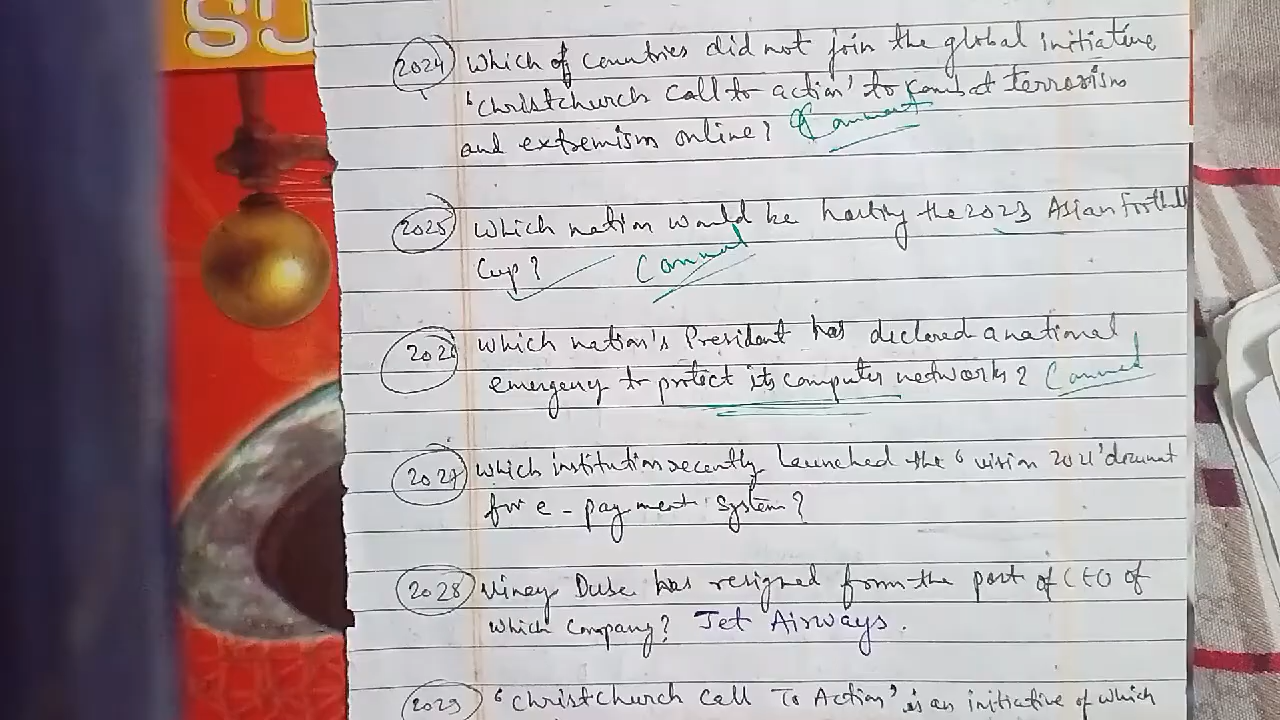 SU
2024 Which of Countries did not join the global initiative
'Christchurch Call to action' to combat terrorism
and extremism online? Comment
2025 Which nation would be hosting the 2023 Asian Football
Cup? Comment
2026 Which nation's President has declared a national
emergency to protect its computer networks? Comment
2027 Which institution recently launched the 'vision 2021' document
for e-payment system?
2028 Vinay Dube has resigned from the post of CEO of
which Company? Jet Airways.
2029 'Christchurch Call To Action' is an initiative of which